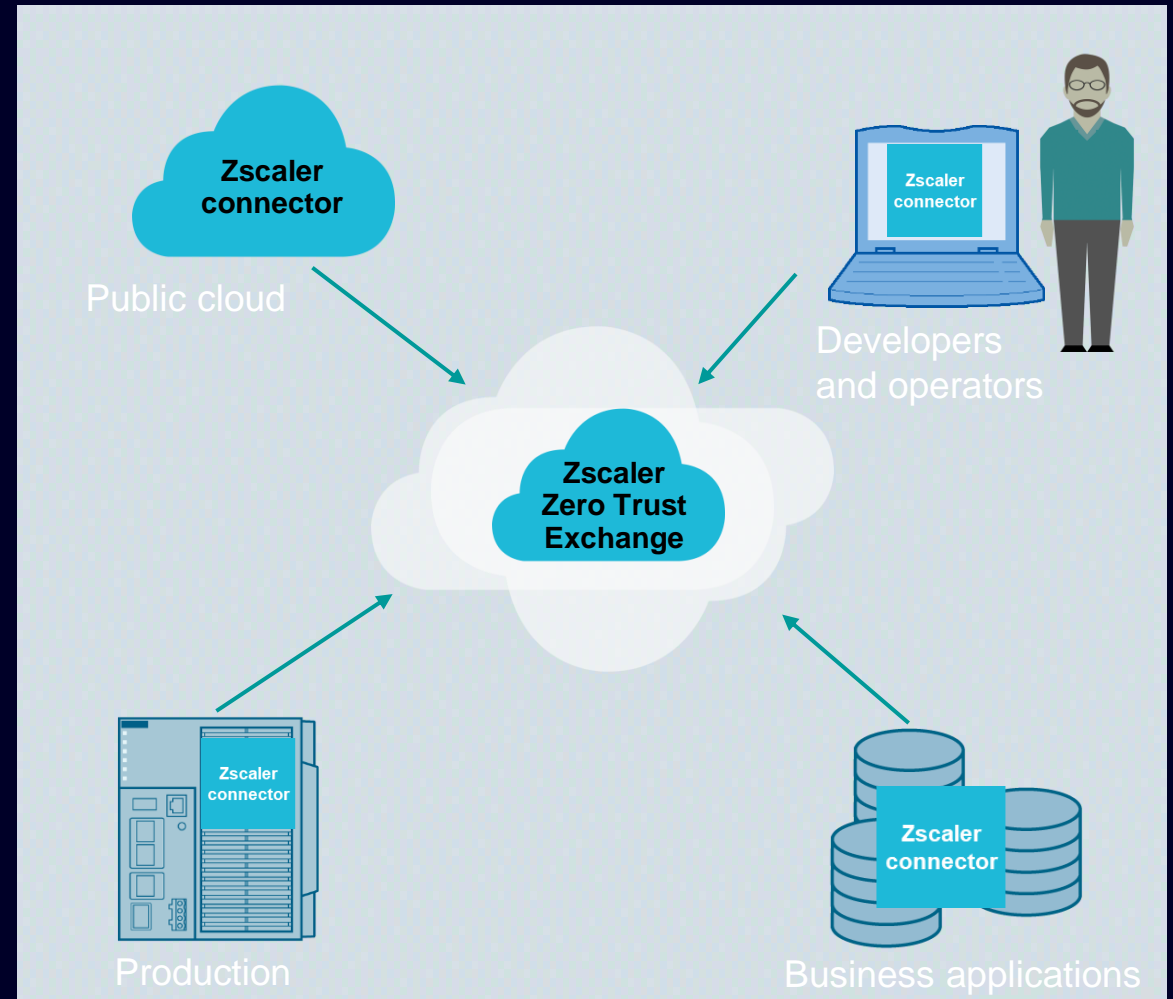 Zscaler
connector
Public cloud
Zscaler
connector
Developers
and operators
Zscaler
Zero Trust
Exchange
Zscaler
connector
Production
Zscaler
connector
Business applications